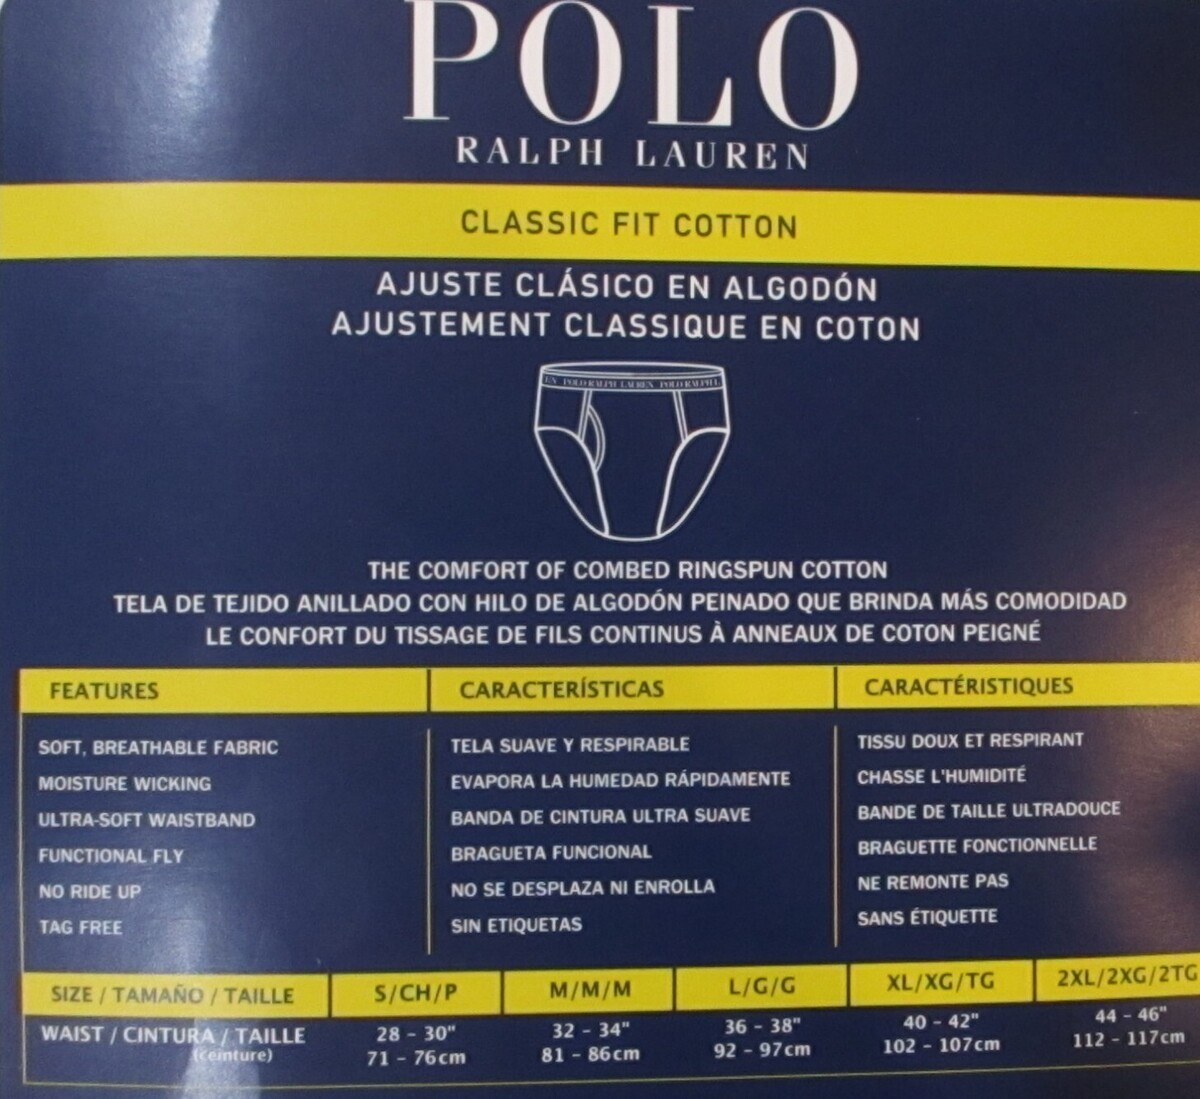 POLO
RALPH LAUREN
CLASSIC FIT COTTON
AJUSTE CLÁSICO EN ALGODÓN
AJUSTEMENT CLASSIQUE EN COTON
EN POLO RALPH LAUREN POLO RALPH L
THE COMFORT OF COMBED RINGSPUN COTTON
TELA DE TEJIDO ANILLADO CON HILO DE ALGODÓN PEINADO QUE BRINDA MÁS COMODIDAD
LE CONFORT DU TISSAGE DE FILS CONTINUS À ANNEAUX DE COTON PEIGNÉ
FEATURES CARACTERÍSTICAS CARACTÉRISTIQUES
SOFT, BREATHABLE FABRIC TELA SUAVE Y RESPIRABLE TISSU DOUX ET RESPIRANT
MOISTURE WICKING EVAPORA LA HUMEDAD RÁPIDAMENTE CHASSE L'HUMIDITÉ
ULTRA-SOFT WAISTBAND BANDA DE CINTURA ULTRA SUAVE BANDE DE TAILLE ULTRADOUCE
FUNCTIONAL FLY BRAGUETA FUNCIONAL BRAGUETTE FONCTIONNELLE
NO RIDE UP NO SE DESPLAZA NI ENROLLA NE REMONTE PAS
TAG FREE SIN ETIQUETAS SANS ÉTIQUETTE
SIZE / TAMAÑO / TAILLE S/CH/P M/M/M L/G/G XL/XG/TG 2XL/2XG/2TG
WAIST / CINTURA / TAILLE 28 - 30" 32 - 34" 36 - 38" 40 - 42" 44 - 46"
(ceinture) 71 - 76cm 81 - 86cm 92 - 97cm 102 - 107cm 112 - 117cm